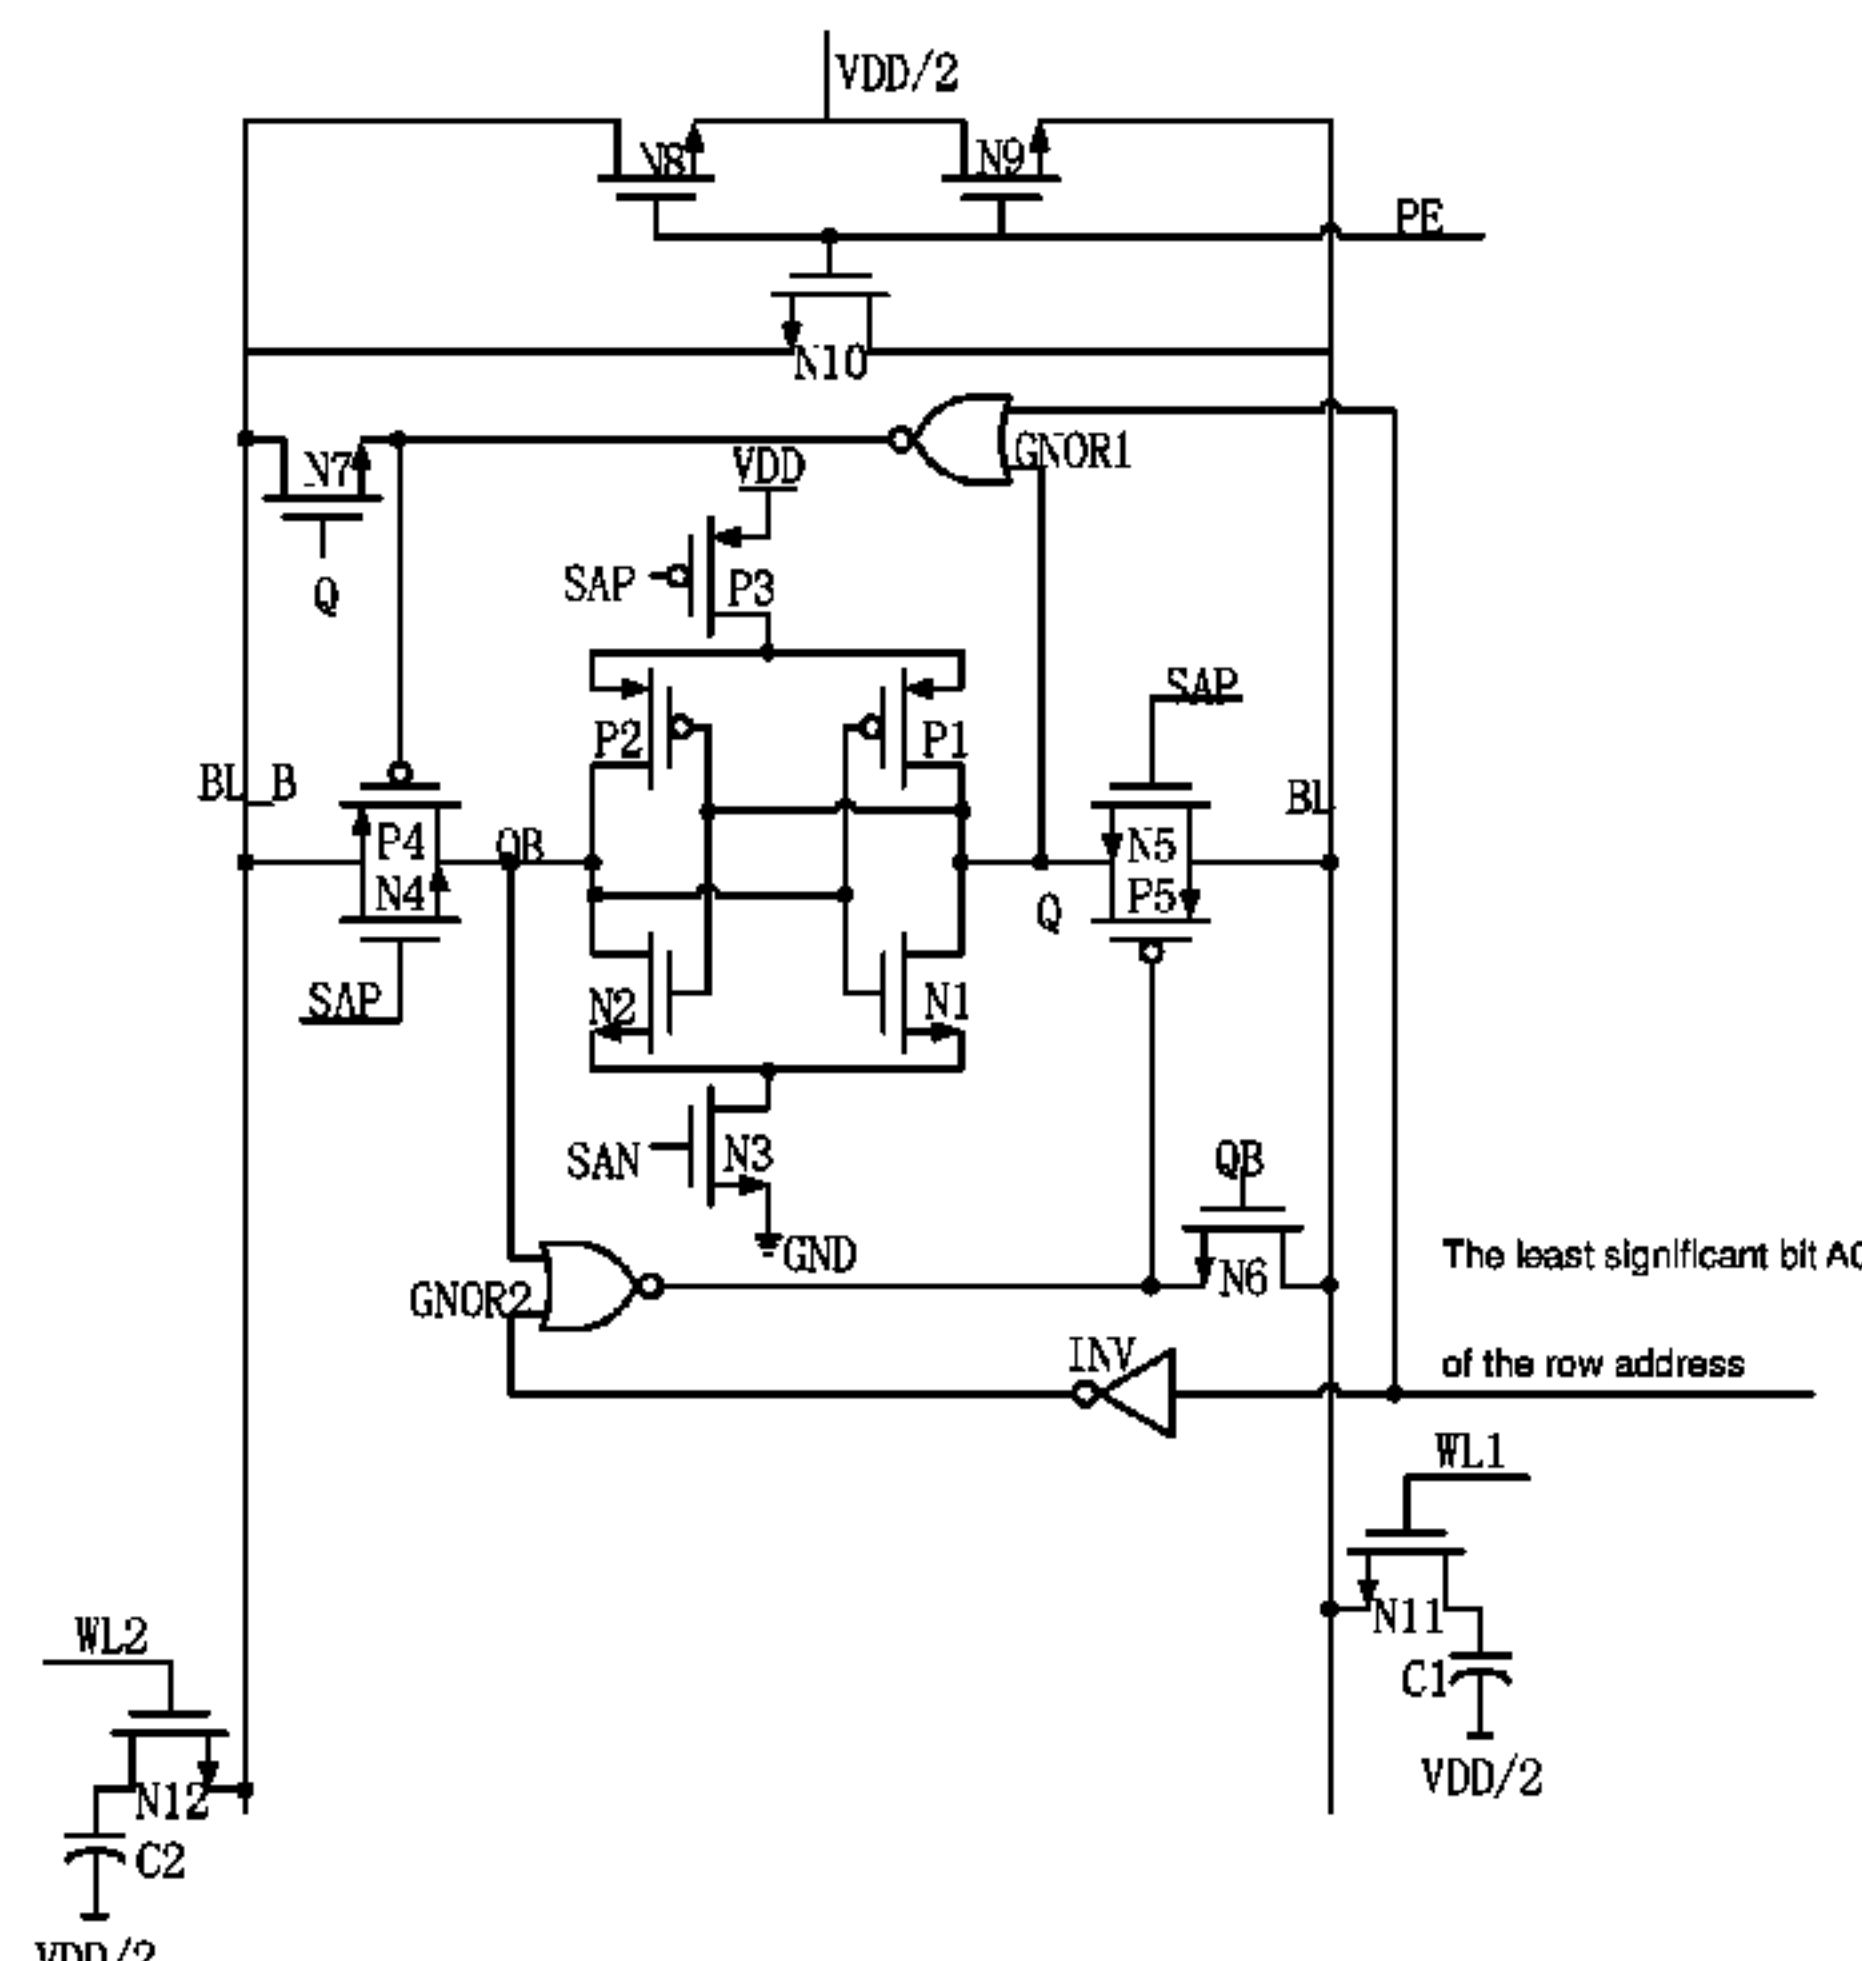 VDD/2
N8
N9
PE
N10
GNOR1
N7
VDD
Q
SAP
P3
SAP
P2
P1
BL_B
BL
P4
QB
N5
N4
P5
Q
SAP
N2
N1
SAN
N3
QB
GND
N6
The least significant bit A0
GNOR2
INV
of the row address
WL1
N11
WL2
C1
VDD/2
N12
C2
VDD/2